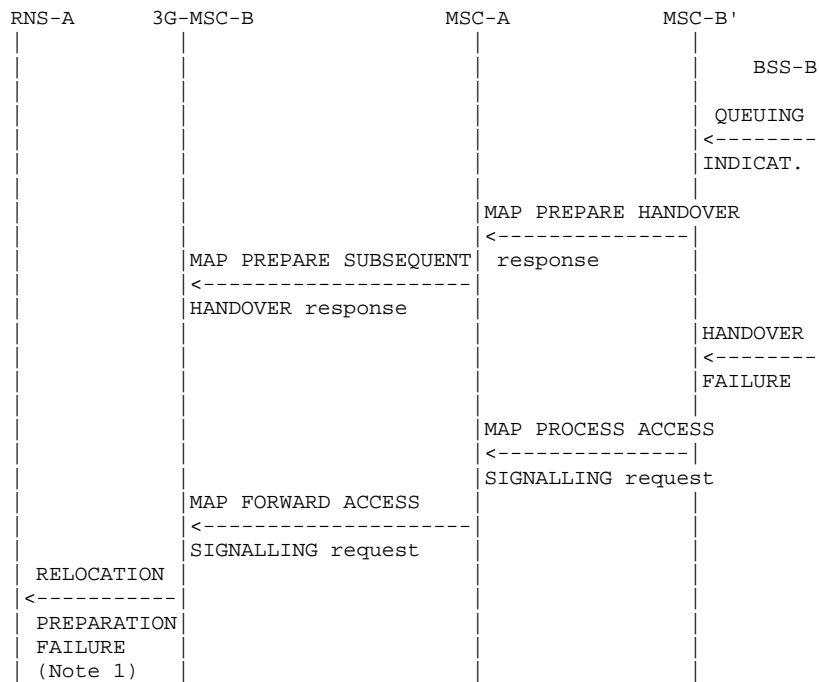 RNS-A 3G-MSC-B MSC-A MSC-B'
BSS-B
QUEUING
INDICAT.
MAP PREPARE HANDOVER
MAP PREPARE SUBSEQUENT response
HANDOVER response
HANDOVER
FAILURE
MAP PROCESS ACCESS
SIGNALLING request
MAP FORWARD ACCESS
SIGNALLING request
RELOCATION
PREPARATION
FAILURE
(Note 1)